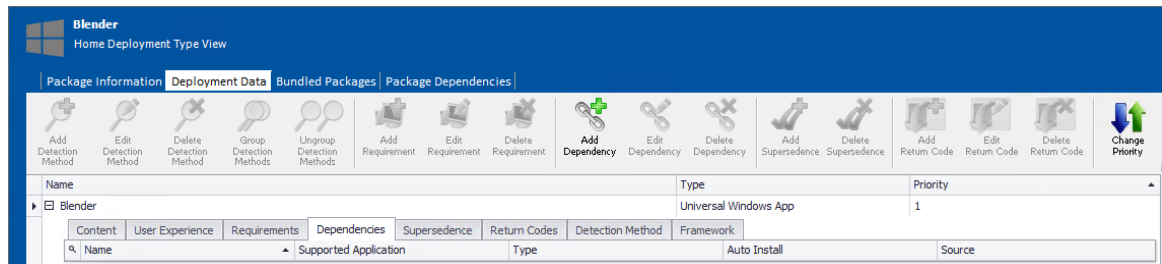 Blender
Home Deployment Type View
Package Information Deployment Data Bundled Packages Package Dependencies
Add Detection Method
Edit Detection Method
Delete Detection Method
Group Detection Methods
Ungroup Detection Methods
Add Requirement
Edit Requirement
Delete Requirement
Add Dependency
Edit Dependency
Delete Dependency
Add Supersedence
Delete Supersedence
Add Return Code
Edit Return Code
Delete Return Code
Change Priority
Name Type Priority
Blender Universal Windows App 1
Content User Experience Requirements Dependencies Supersedence Return Codes Detection Method Framework
Name Supported Application Type Auto Install Source